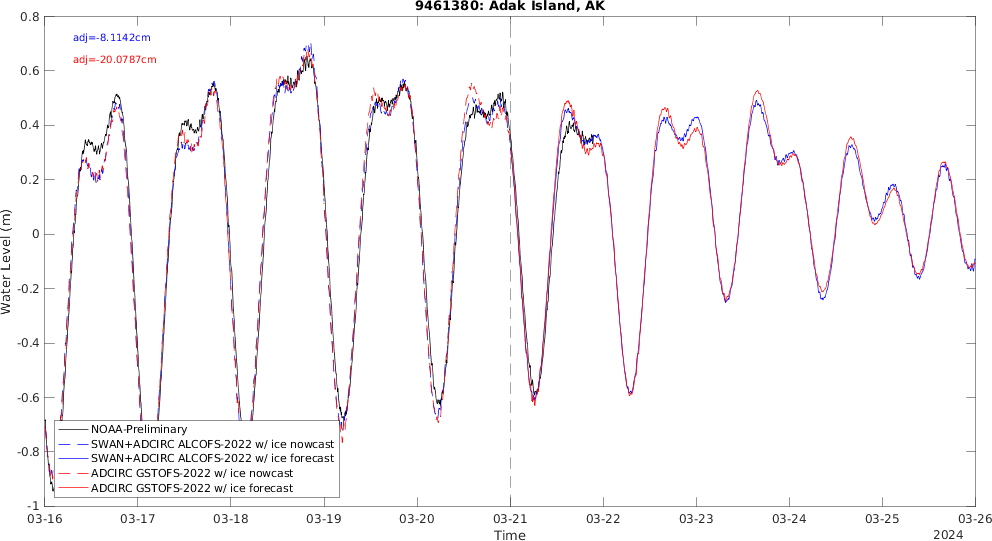 9461380: Adak Island, AK
0.8
adj=-8.1142cm
adj=-20.0787cm
0.6
0.4
0.2
0
-0.2
-0.4
-0.6
-0.8
-1
Water Level (m)
NOAA-Preliminary
SWAN+ADCIRC ALCOFS-2022 w/ ice nowcast
SWAN+ADCIRC ALCOFS-2022 w/ ice forecast
ADCIRC GSTOFS-2022 w/ ice nowcast
ADCIRC GSTOFS-2022 w/ ice forecast
03-16 03-17 03-18 03-19 03-20 03-21 03-22 03-23 03-24 03-25 03-26
Time
2024